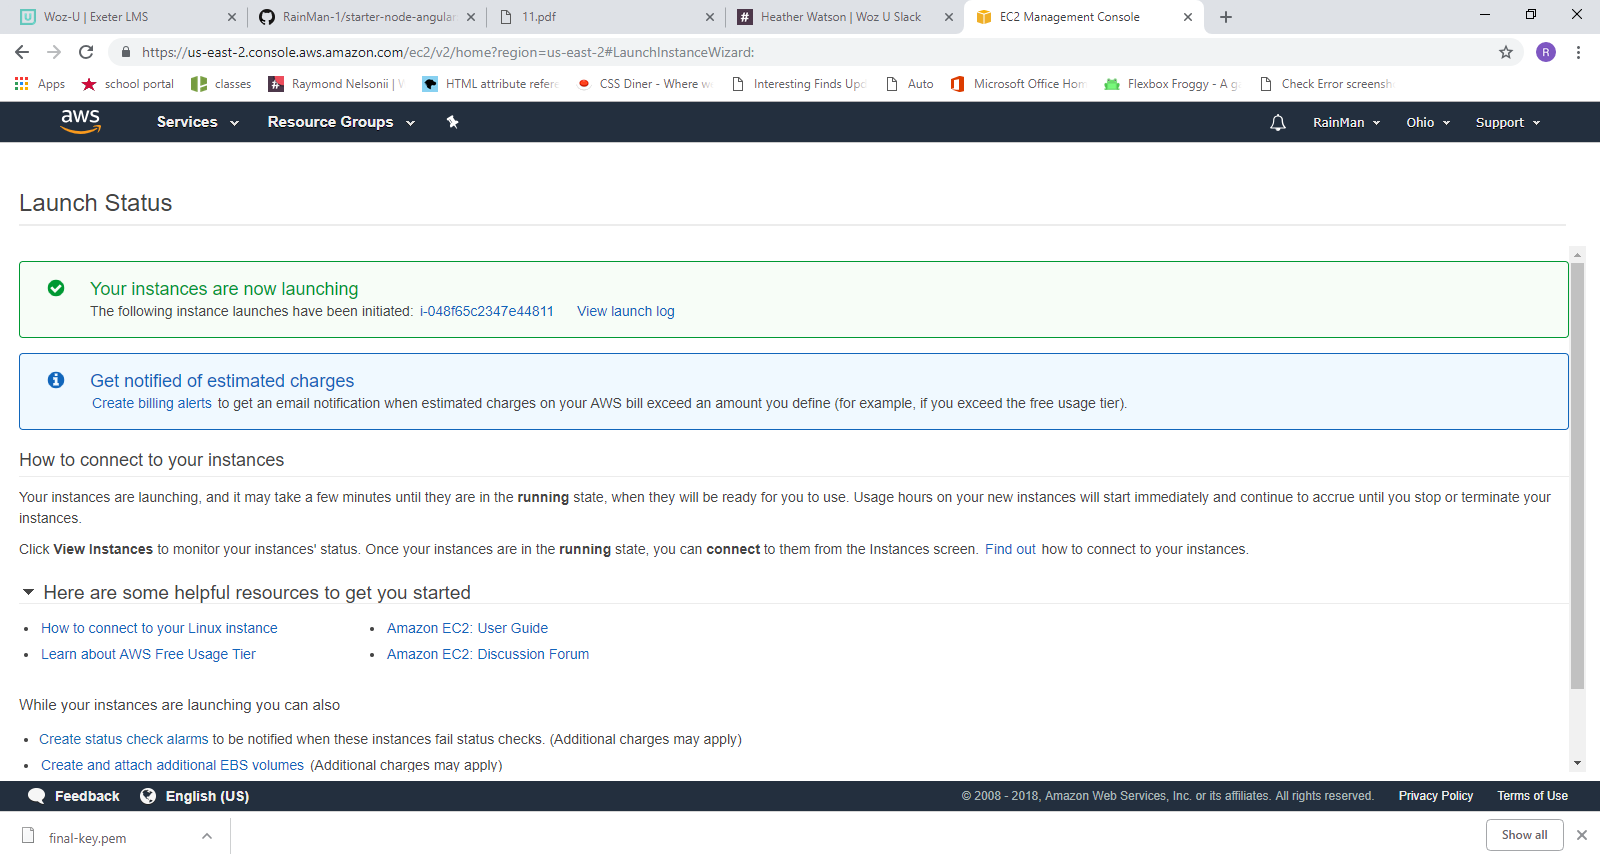 Woz-U | Exeter LMS
RainMan-1/starter-node-angular
11.pdf
Heather Watson | Woz U Slack
EC2 Management Console
https://us-east-2.console.aws.amazon.com/ec2/v2/home?region=us-east-2#LaunchInstanceWizard:
R
Apps
school portal
classes
Raymond Nelsonii | W
HTML attribute refere
CSS Diner - Where w
Interesting Finds Upd
Auto
Microsoft Office Hom
Flexbox Froggy - A g
Check Error screensh
aws
Services
Resource Groups
RainMan
Ohio
Support
Launch Status
Your instances are now launching
The following instance launches have been initiated: i-048f65c2347e44811 View launch log
Get notified of estimated charges
Create billing alerts to get an email notification when estimated charges on your AWS bill exceed an amount you define (for example, if you exceed the free usage tier).
How to connect to your instances
Your instances are launching, and it may take a few minutes until they are in the running state, when they will be ready for you to use. Usage hours on your new instances will start immediately and continue to accrue until you stop or terminate your
instances.
Click View Instances to monitor your instances' status. Once your instances are in the running state, you can connect to them from the Instances screen. Find out how to connect to your instances.
Here are some helpful resources to get you started
• How to connect to your Linux instance
• Learn about AWS Free Usage Tier
• Amazon EC2: User Guide
• Amazon EC2: Discussion Forum
While your instances are launching you can also
• Create status check alarms to be notified when these instances fail status checks. (Additional charges may apply)
• Create and attach additional EBS volumes (Additional charges may apply)
Feedback
English (US)
© 2008 - 2018, Amazon Web Services, Inc. or its affiliates. All rights reserved.
Privacy Policy
Terms of Use
final-key.pem
Show all